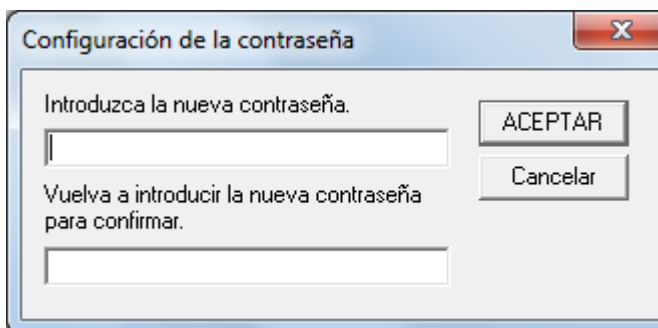 Configuración de la contraseña
Introduzca la nueva contraseña.
ACEPTAR
Cancelar
Vuelva a introducir la nueva contraseña
para confirmar.